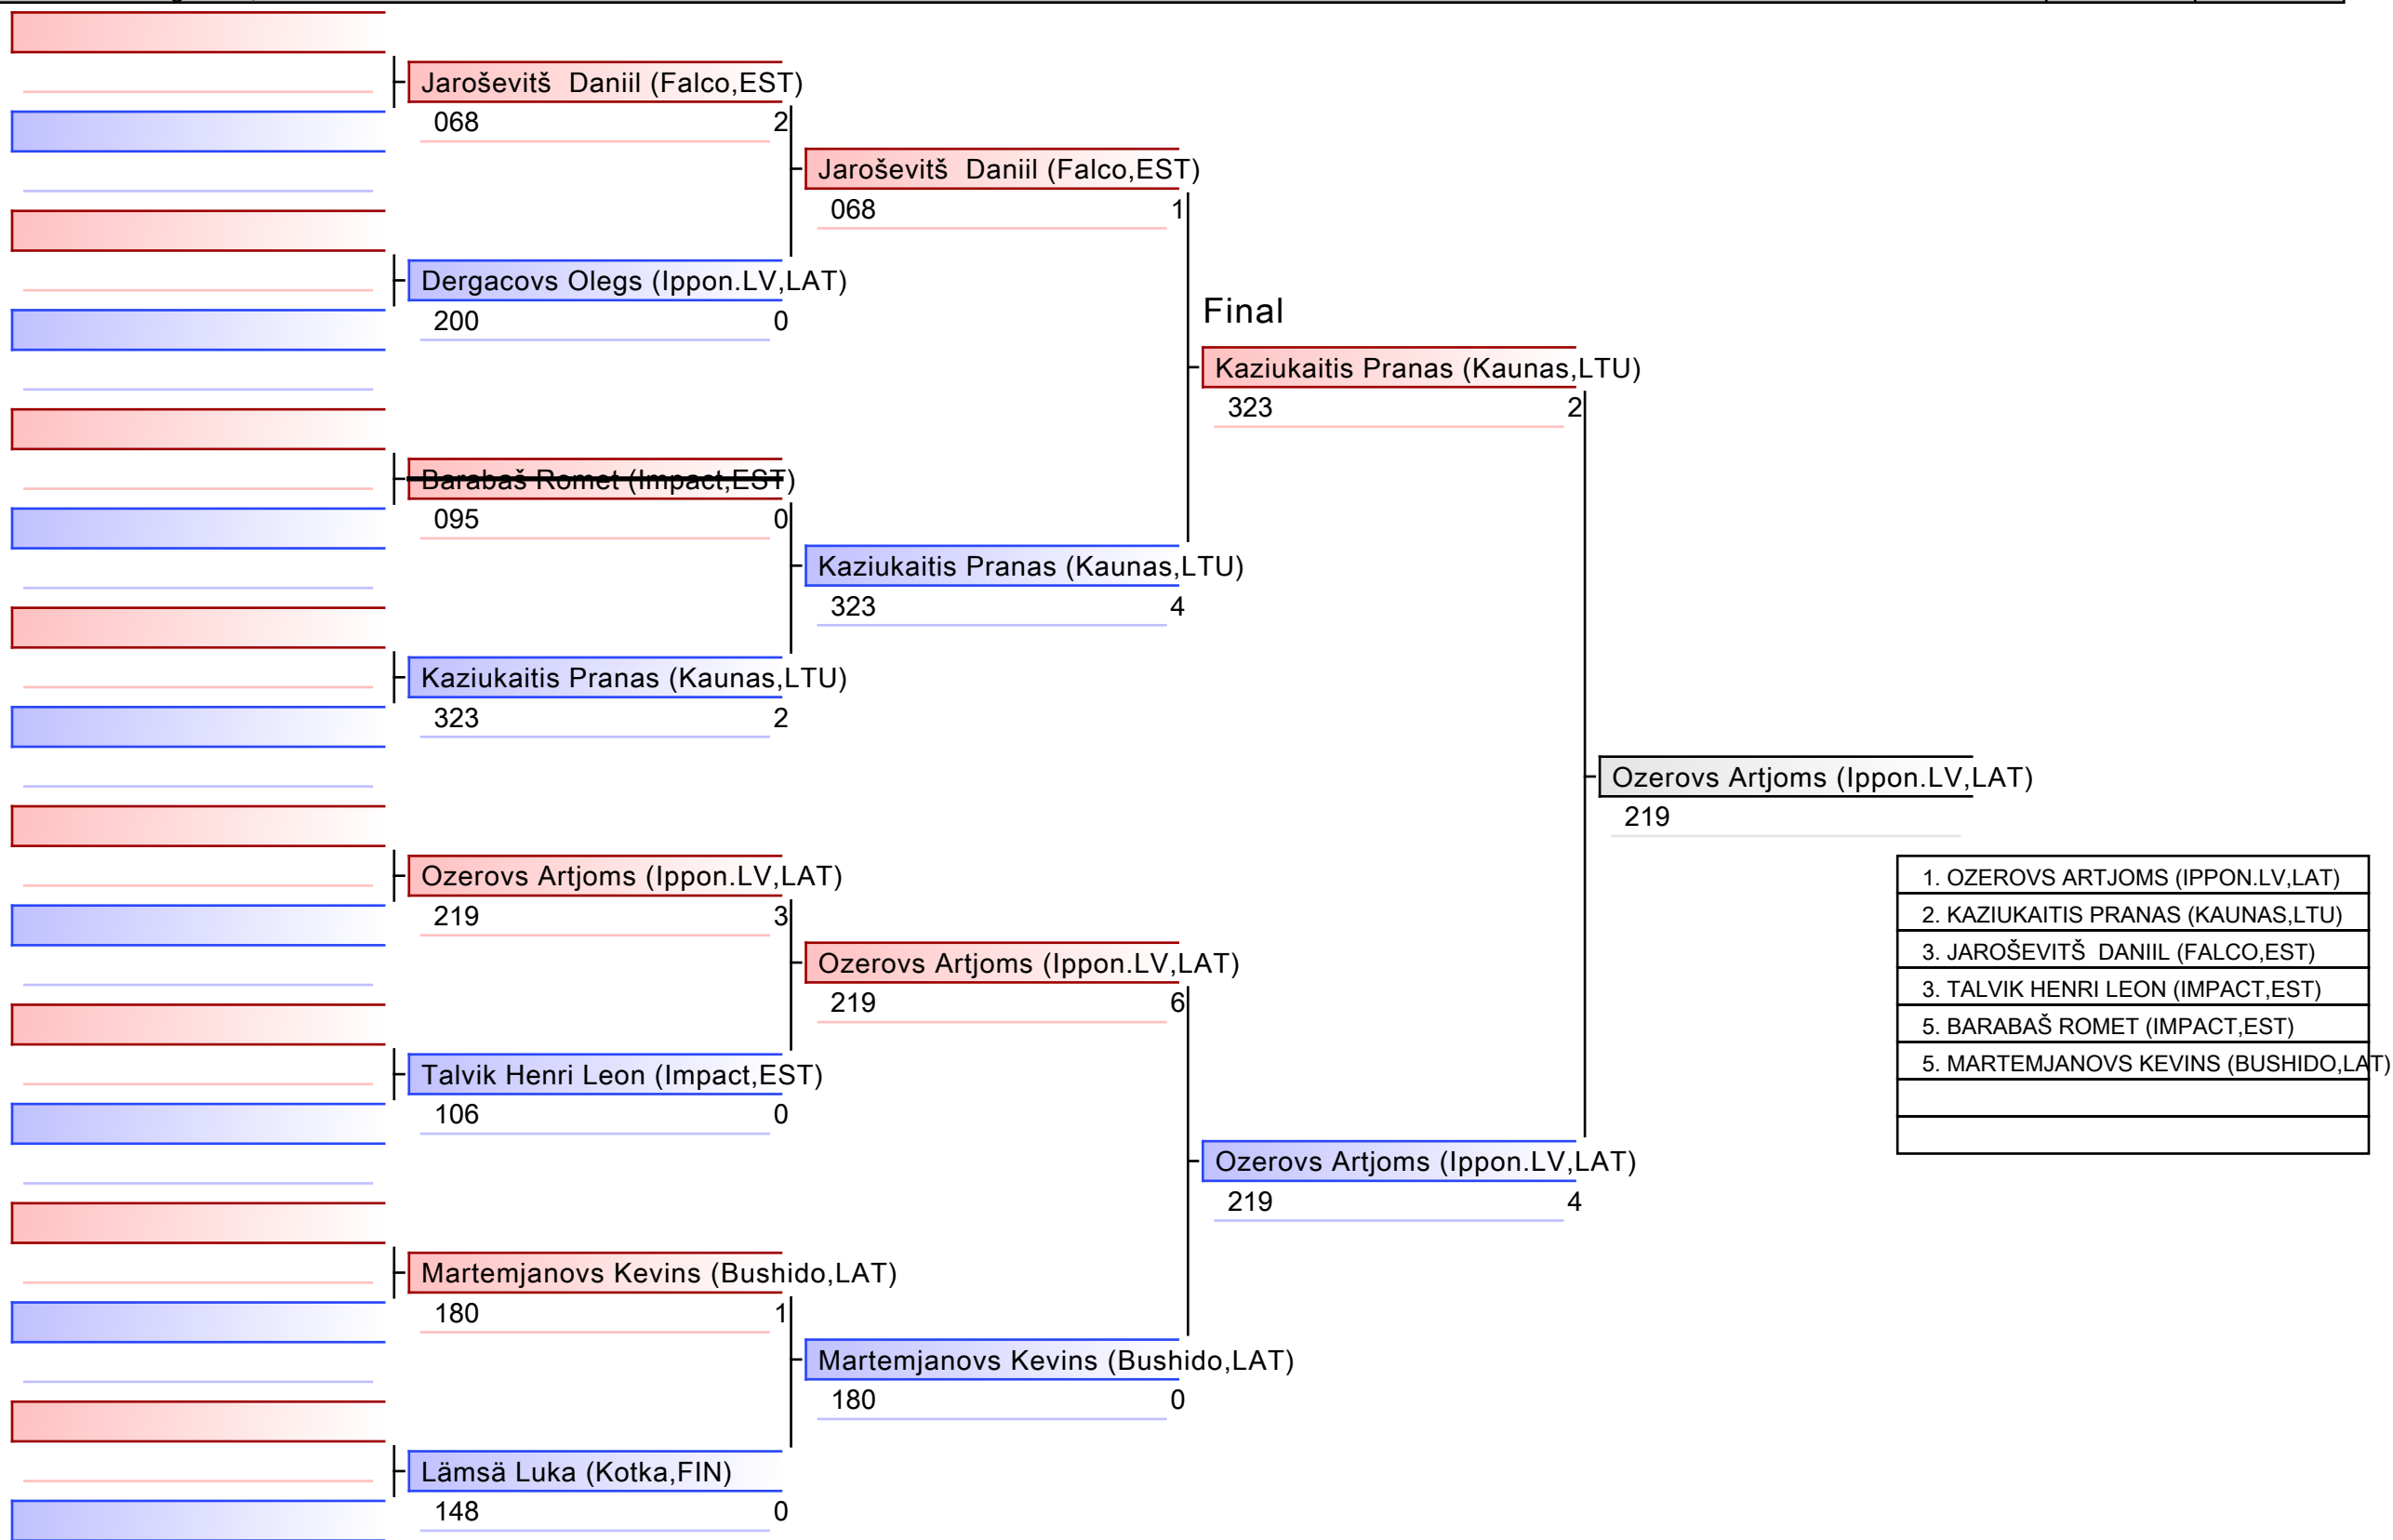 Jaroševitš  Daniil (Falco,EST)
068 2
Jaroševitš  Daniil (Falco,EST)
068 1
Dergacovs Olegs (Ippon.LV,LAT)
200 0
Final
Kaziukaitis Pranas (Kaunas,LTU)
323 2
Barabaš Romet (Impact,EST)
095 0
Kaziukaitis Pranas (Kaunas,LTU)
323 4
Kaziukaitis Pranas (Kaunas,LTU)
323 2
Ozerovs Artjoms (Ippon.LV,LAT)
219
Ozerovs Artjoms (Ippon.LV,LAT)
219 3
Ozerovs Artjoms (Ippon.LV,LAT)
219 6
Talvik Henri Leon (Impact,EST)
106 0
Ozerovs Artjoms (Ippon.LV,LAT)
219 4
Martemjanovs Kevins (Bushido,LAT)
180 1
Martemjanovs Kevins (Bushido,LAT)
180 0
Lämsä Luka (Kotka,FIN)
148 0
1. OZEROVS ARTJOMS (IPPON.LV,LAT)
2. KAZIUKAITIS PRANAS (KAUNAS,LTU)
3. JAROŠEVITŠ  DANIIL (FALCO,EST)
3. TALVIK HENRI LEON (IMPACT,EST)
5. BARABAŠ ROMET (IMPACT,EST)
5. MARTEMJANOVS KEVINS (BUSHIDO,LAT)